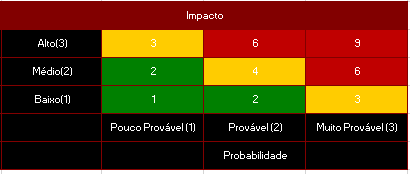 Impacto
Alto(3) 3 6 9
Médio(2) 2 4 6
Baixo(1) 1 2 3
Pouco Provável (1) Provável (2) Muito Provável (3)
Probabilidade